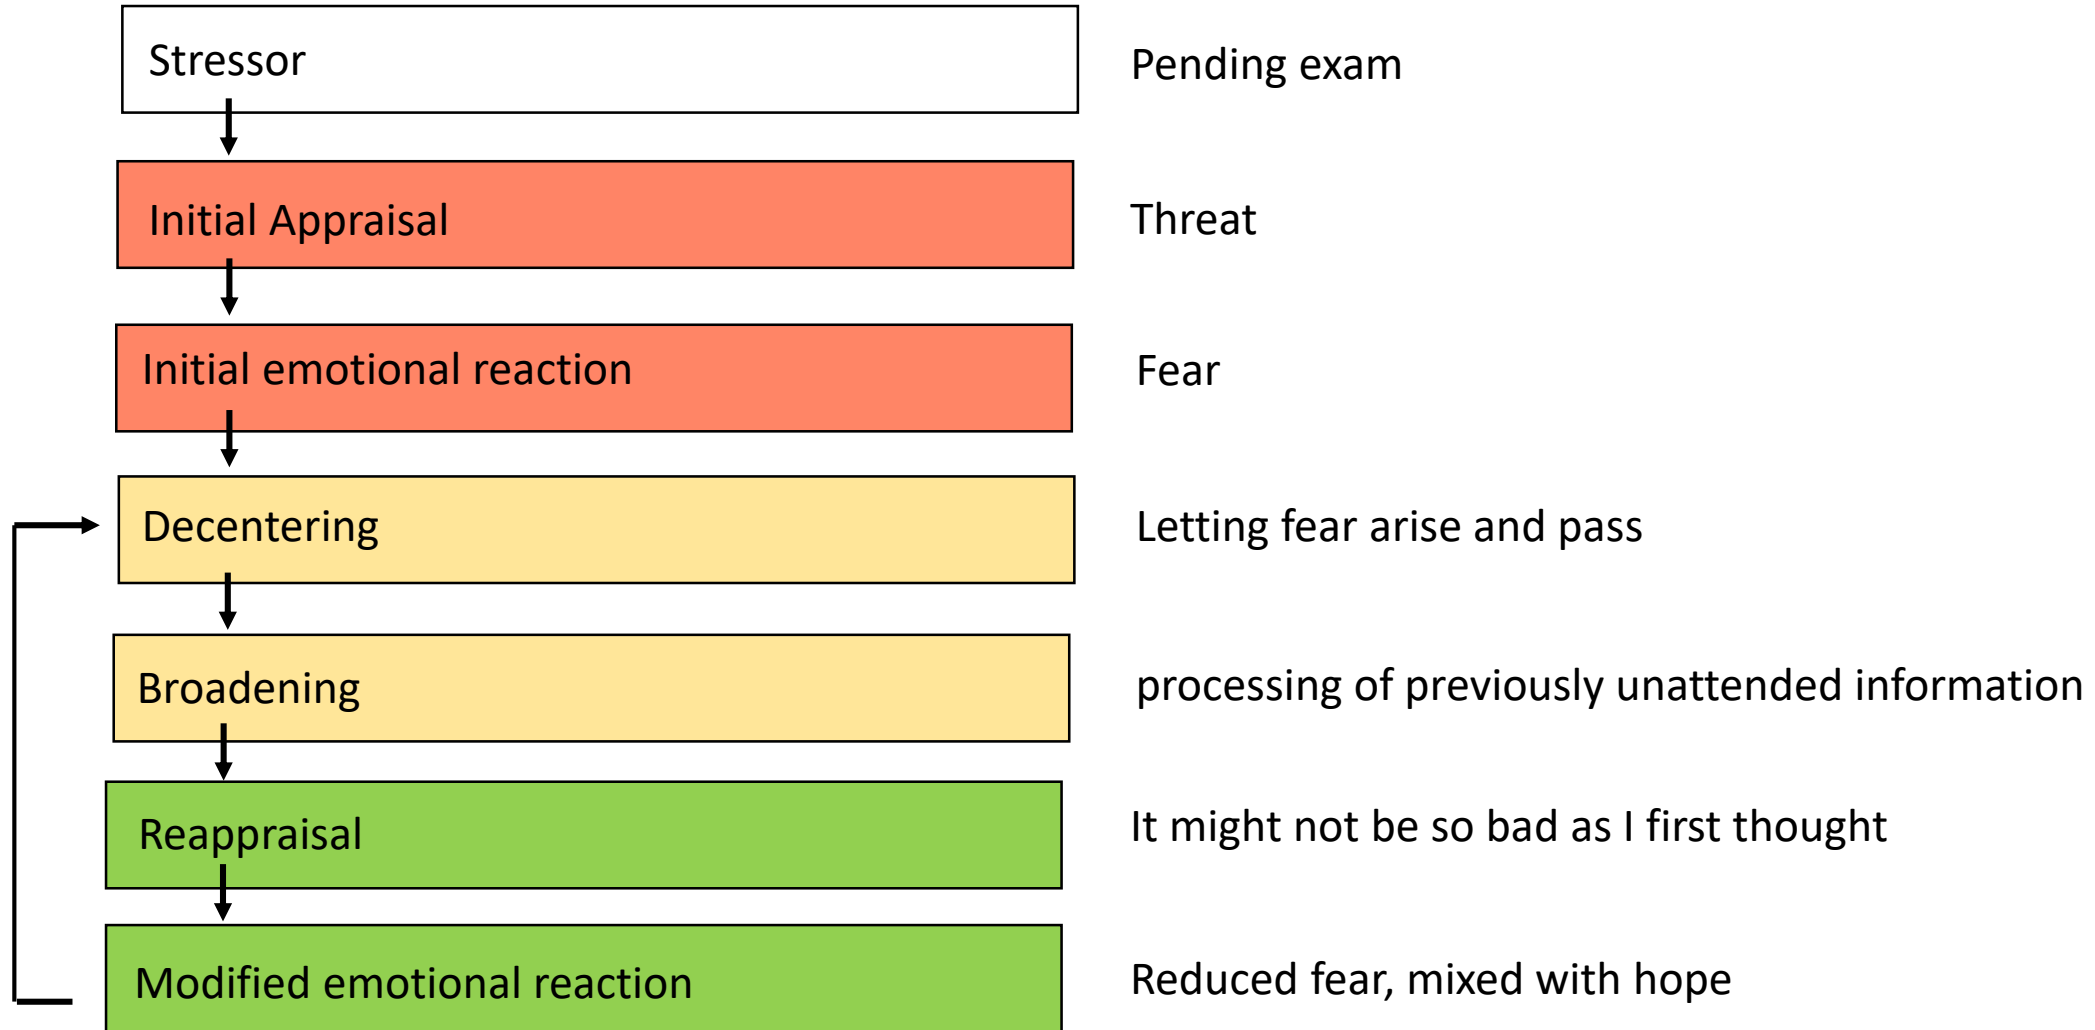 Stressor
Pending exam
Initial Appraisal
Threat
Initial emotional reaction
Fear
Decentering
Letting fear arise and pass
Broadening
processing of previously unattended information
Reappraisal
It might not be so bad as I first thought
Modified emotional reaction
Reduced fear, mixed with hope